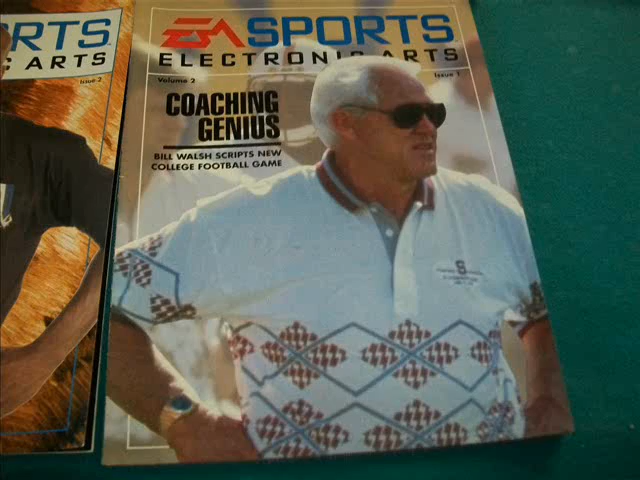 RTS
C ARTS
Issue 2
EA SPORTS
ELECTRONIC ARTS
Volume 2
Issue 1
COACHING
GENIUS
BILL WALSH SCRIPTS NEW
COLLEGE FOOTBALL GAME
S